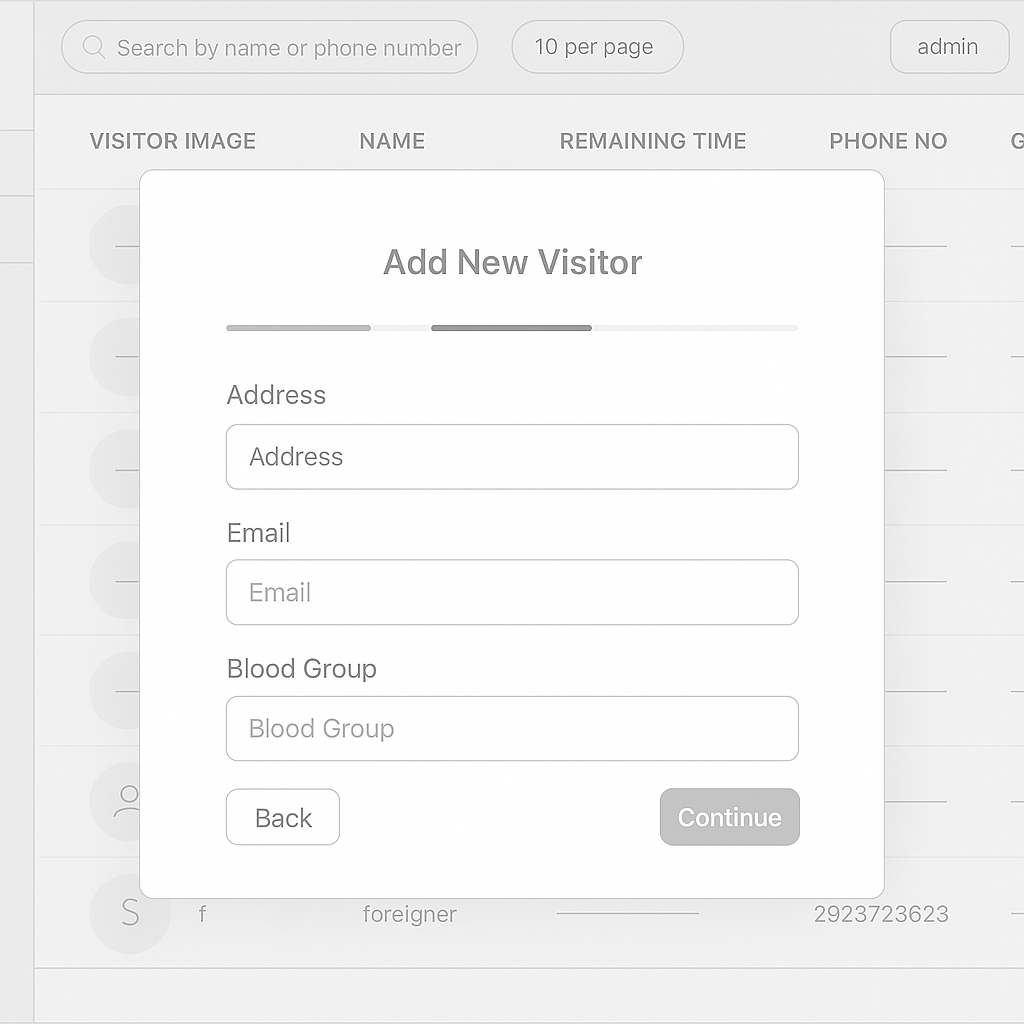 Search by name or phone number 10 per page admin
VISITOR IMAGE NAME REMAINING TIME PHONE NO G
Add New Visitor
Address
Address
Email
Email
Blood Group
Blood Group
Back Continue
S f foreigner 2923723623